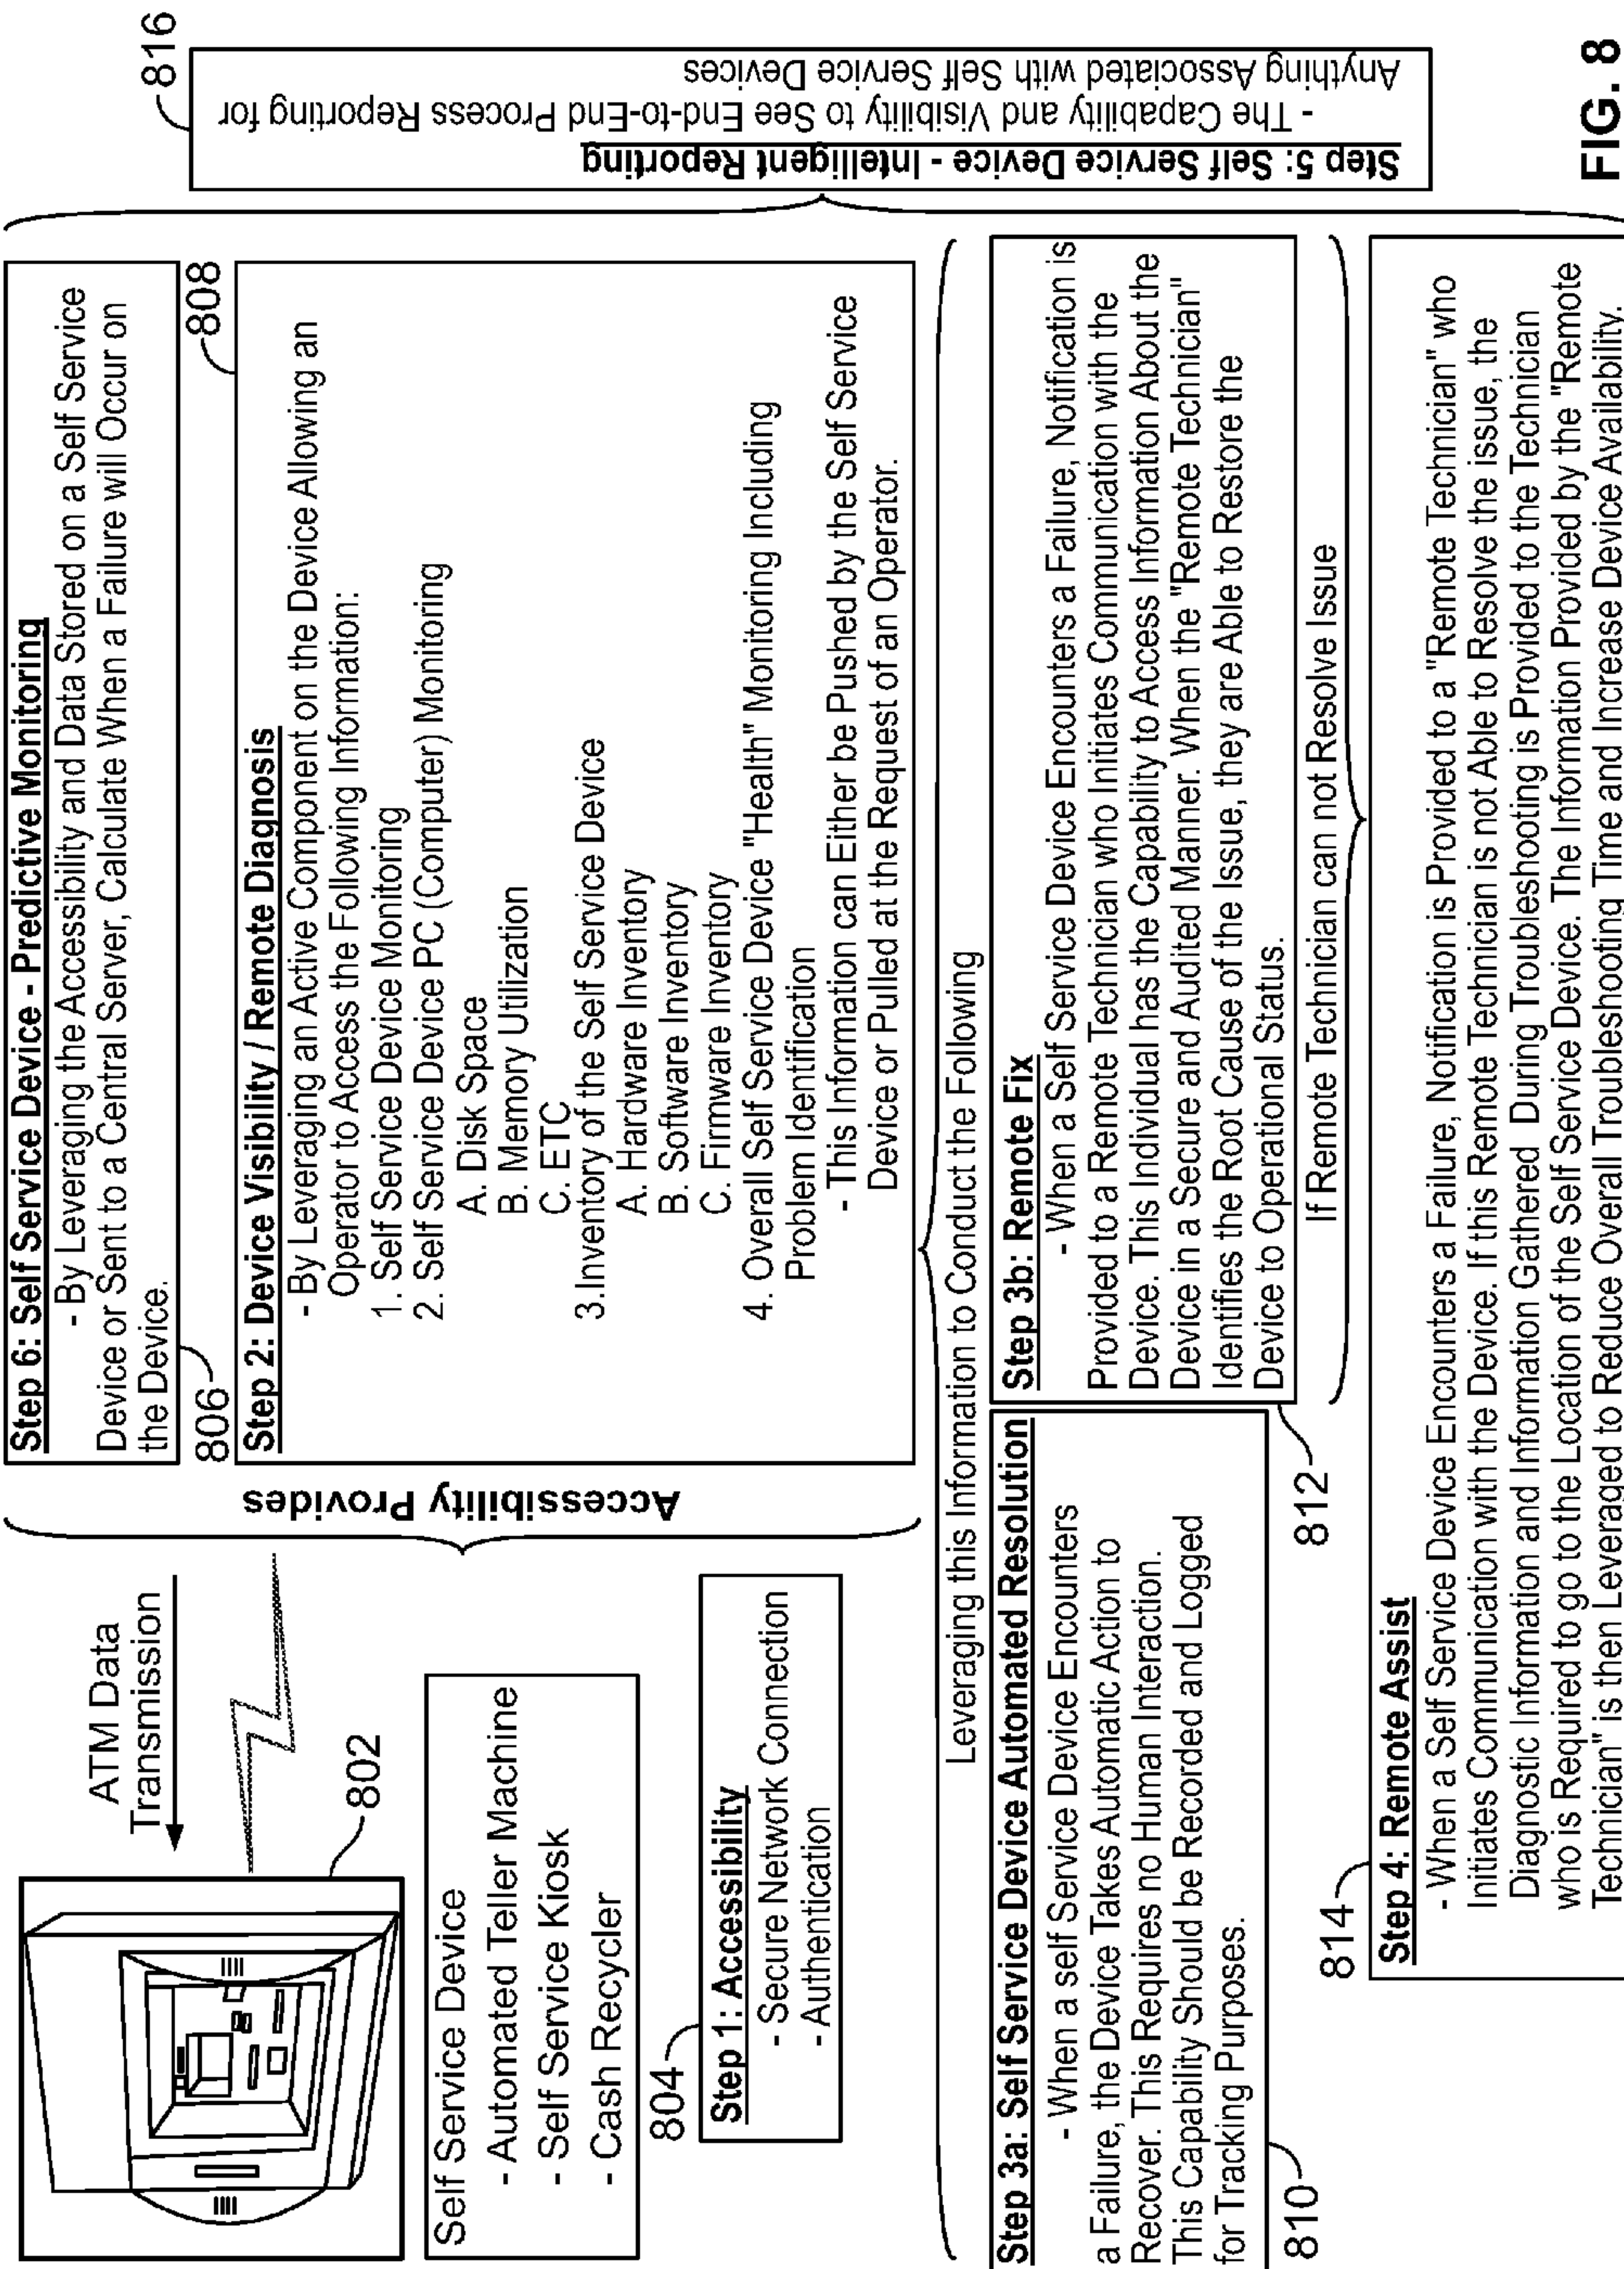 ATM Data
Transmission
802
Self Service Device
- Automated Teller Machine
- Self Service Kiosk
- Cash Recycler
804
Step 1: Accessibility
- Secure Network Connection
- Authentication
Accessibility Provides
Step 6: Self Service Device - Predictive Monitoring
- By Leveraging the Accessibility and Data Stored on a Self Service
Device or Sent to a Central Server, Calculate When a Failure will Occur on
the Device.
806
808
Step 2: Device Visibility / Remote Diagnosis
- By Leveraging an Active Component on the Device Allowing an
Operator to Access the Following Information:
1. Self Service Device Monitoring
2. Self Service Device PC (Computer) Monitoring
A. Disk Space
B. Memory Utilization
C. ETC
3.Inventory of the Self Service Device
A. Hardware Inventory
B. Software Inventory
C. Firmware Inventory
4. Overall Self Service Device "Health" Monitoring Including
Problem Identification
- This Information can Either be Pushed by the Self Service
Device or Pulled at the Request of an Operator.
Leveraging this Information to Conduct the Following
Step 3a: Self Service Device Automated Resolution
- When a self Service Device Encounters
a Failure, the Device Takes Automatic Action to
Recover. This Requires no Human Interaction.
This Capability Should be Recorded and Logged
for Tracking Purposes.
810
Step 3b: Remote Fix
- When a Self Service Device Encounters a Failure, Notification is
Provided to a Remote Technician who Initiates Communication with the
Device. This Individual has the Capability to Access Information About the
Device in a Secure and Audited Manner. When the "Remote Technician"
Identifies the Root Cause of the Issue, they are Able to Restore the
Device to Operational Status.
812
If Remote Technician can not Resolve Issue
814
Step 4: Remote Assist
- When a Self Service Device Encounters a Failure, Notification is Provided to a "Remote Technician" who
Initiates Communication with the Device. If this Remote Technician is not Able to Resolve the issue, the
Diagnostic Information and Information Gathered During Troubleshooting is Provided to the Technician
who is Required to go to the Location of the Self Service Device. The Information Provided by the "Remote
Technician" is then Leveraged to Reduce Overall Troubleshooting Time and Increase Device Availability.
816
Step 5: Self Service Device - Intelligent Reporting
- The Capability and Visibility to See End-to-End Process Reporting for
Anything Associated with Self Service Devices
FIG. 8